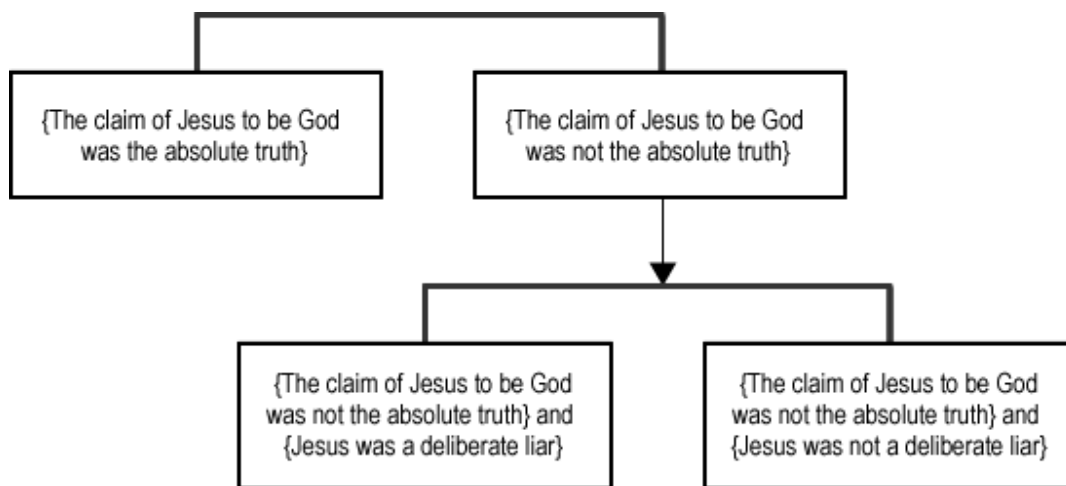 {The claim of Jesus to be God
was the absolute truth}
{The claim of Jesus to be God
was not the absolute truth}
{The claim of Jesus to be God
was not the absolute truth} and
{Jesus was a deliberate liar}
{The claim of Jesus to be God
was not the absolute truth} and
{Jesus was not a deliberate liar}